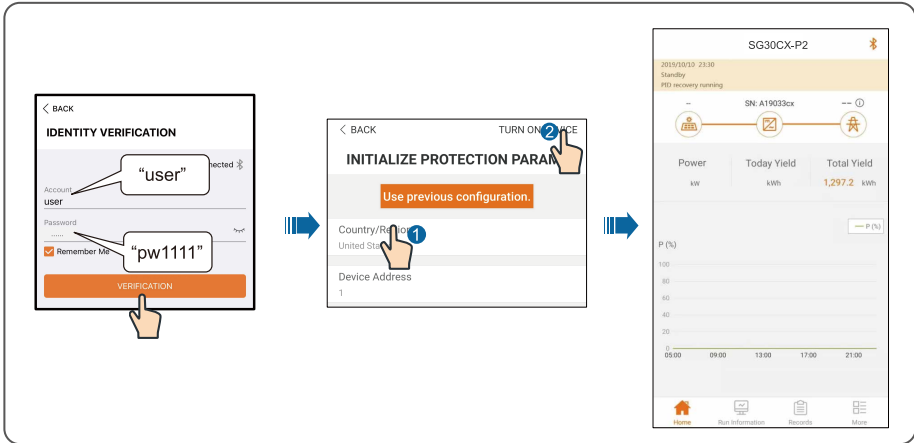 < BACK
IDENTITY VERIFICATION
nected
"user"
Account
user
Password
......
"pw1111"
Remember Me
VERIFICATION
< BACK
TURN ON
VICE
2
INITIALIZE PROTECTION PARAM
Use previous configuration.
Country/Region
1
United Sta
Device Address
1
SG30CX-P2
2019/10/10 23:30
Standby
PID recovery running
-- SN: A19033cx --
Power Today Yield Total Yield
kW kWh 1,297.2 kWh
P (%)
P (%)
100
80
60
40
20
0
05:00 09:00 13:00 17:00 21:00
Home Run Information Records More